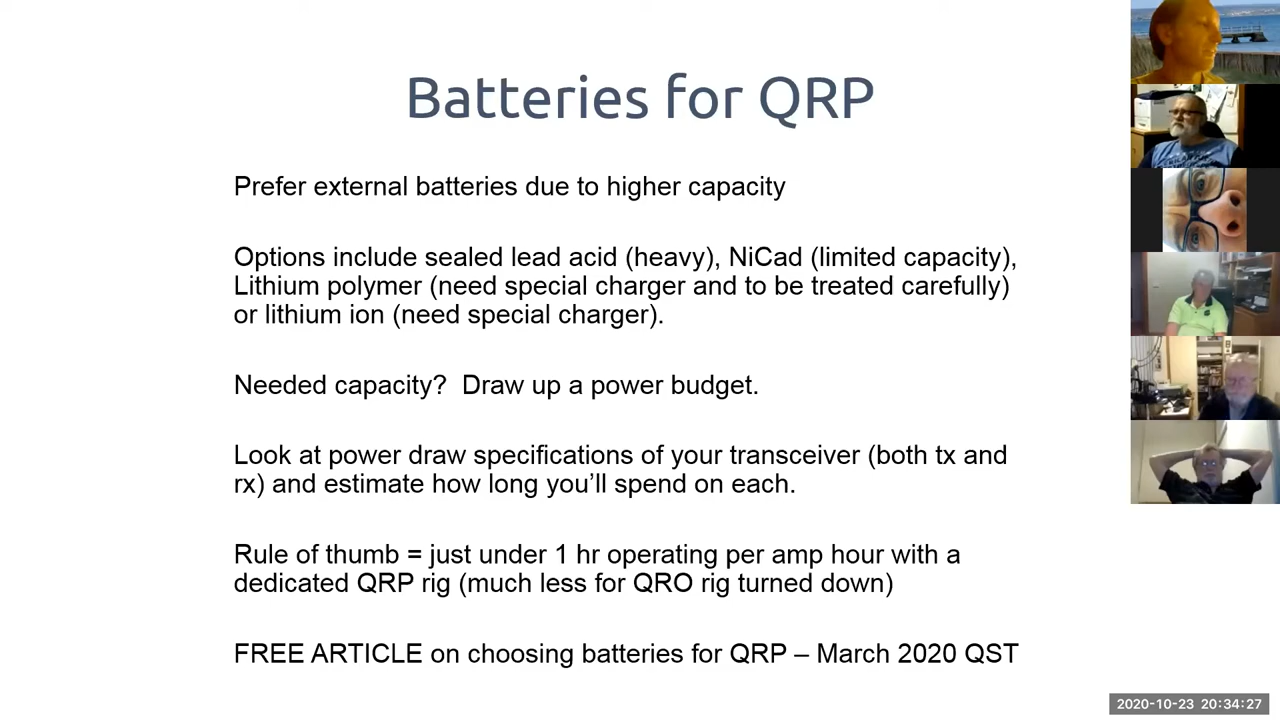 Batteries for QRP
Prefer external batteries due to higher capacity
Options include sealed lead acid (heavy), NiCad (limited capacity),
Lithium polymer (need special charger and to be treated carefully)
or lithium ion (need special charger).
Needed capacity?  Draw up a power budget.
Look at power draw specifications of your transceiver (both tx and
rx) and estimate how long you’ll spend on each.
Rule of thumb = just under 1 hr operating per amp hour with a
dedicated QRP rig (much less for QRO rig turned down)
FREE ARTICLE on choosing batteries for QRP – March 2020 QST
2020-10-23  20:34:27